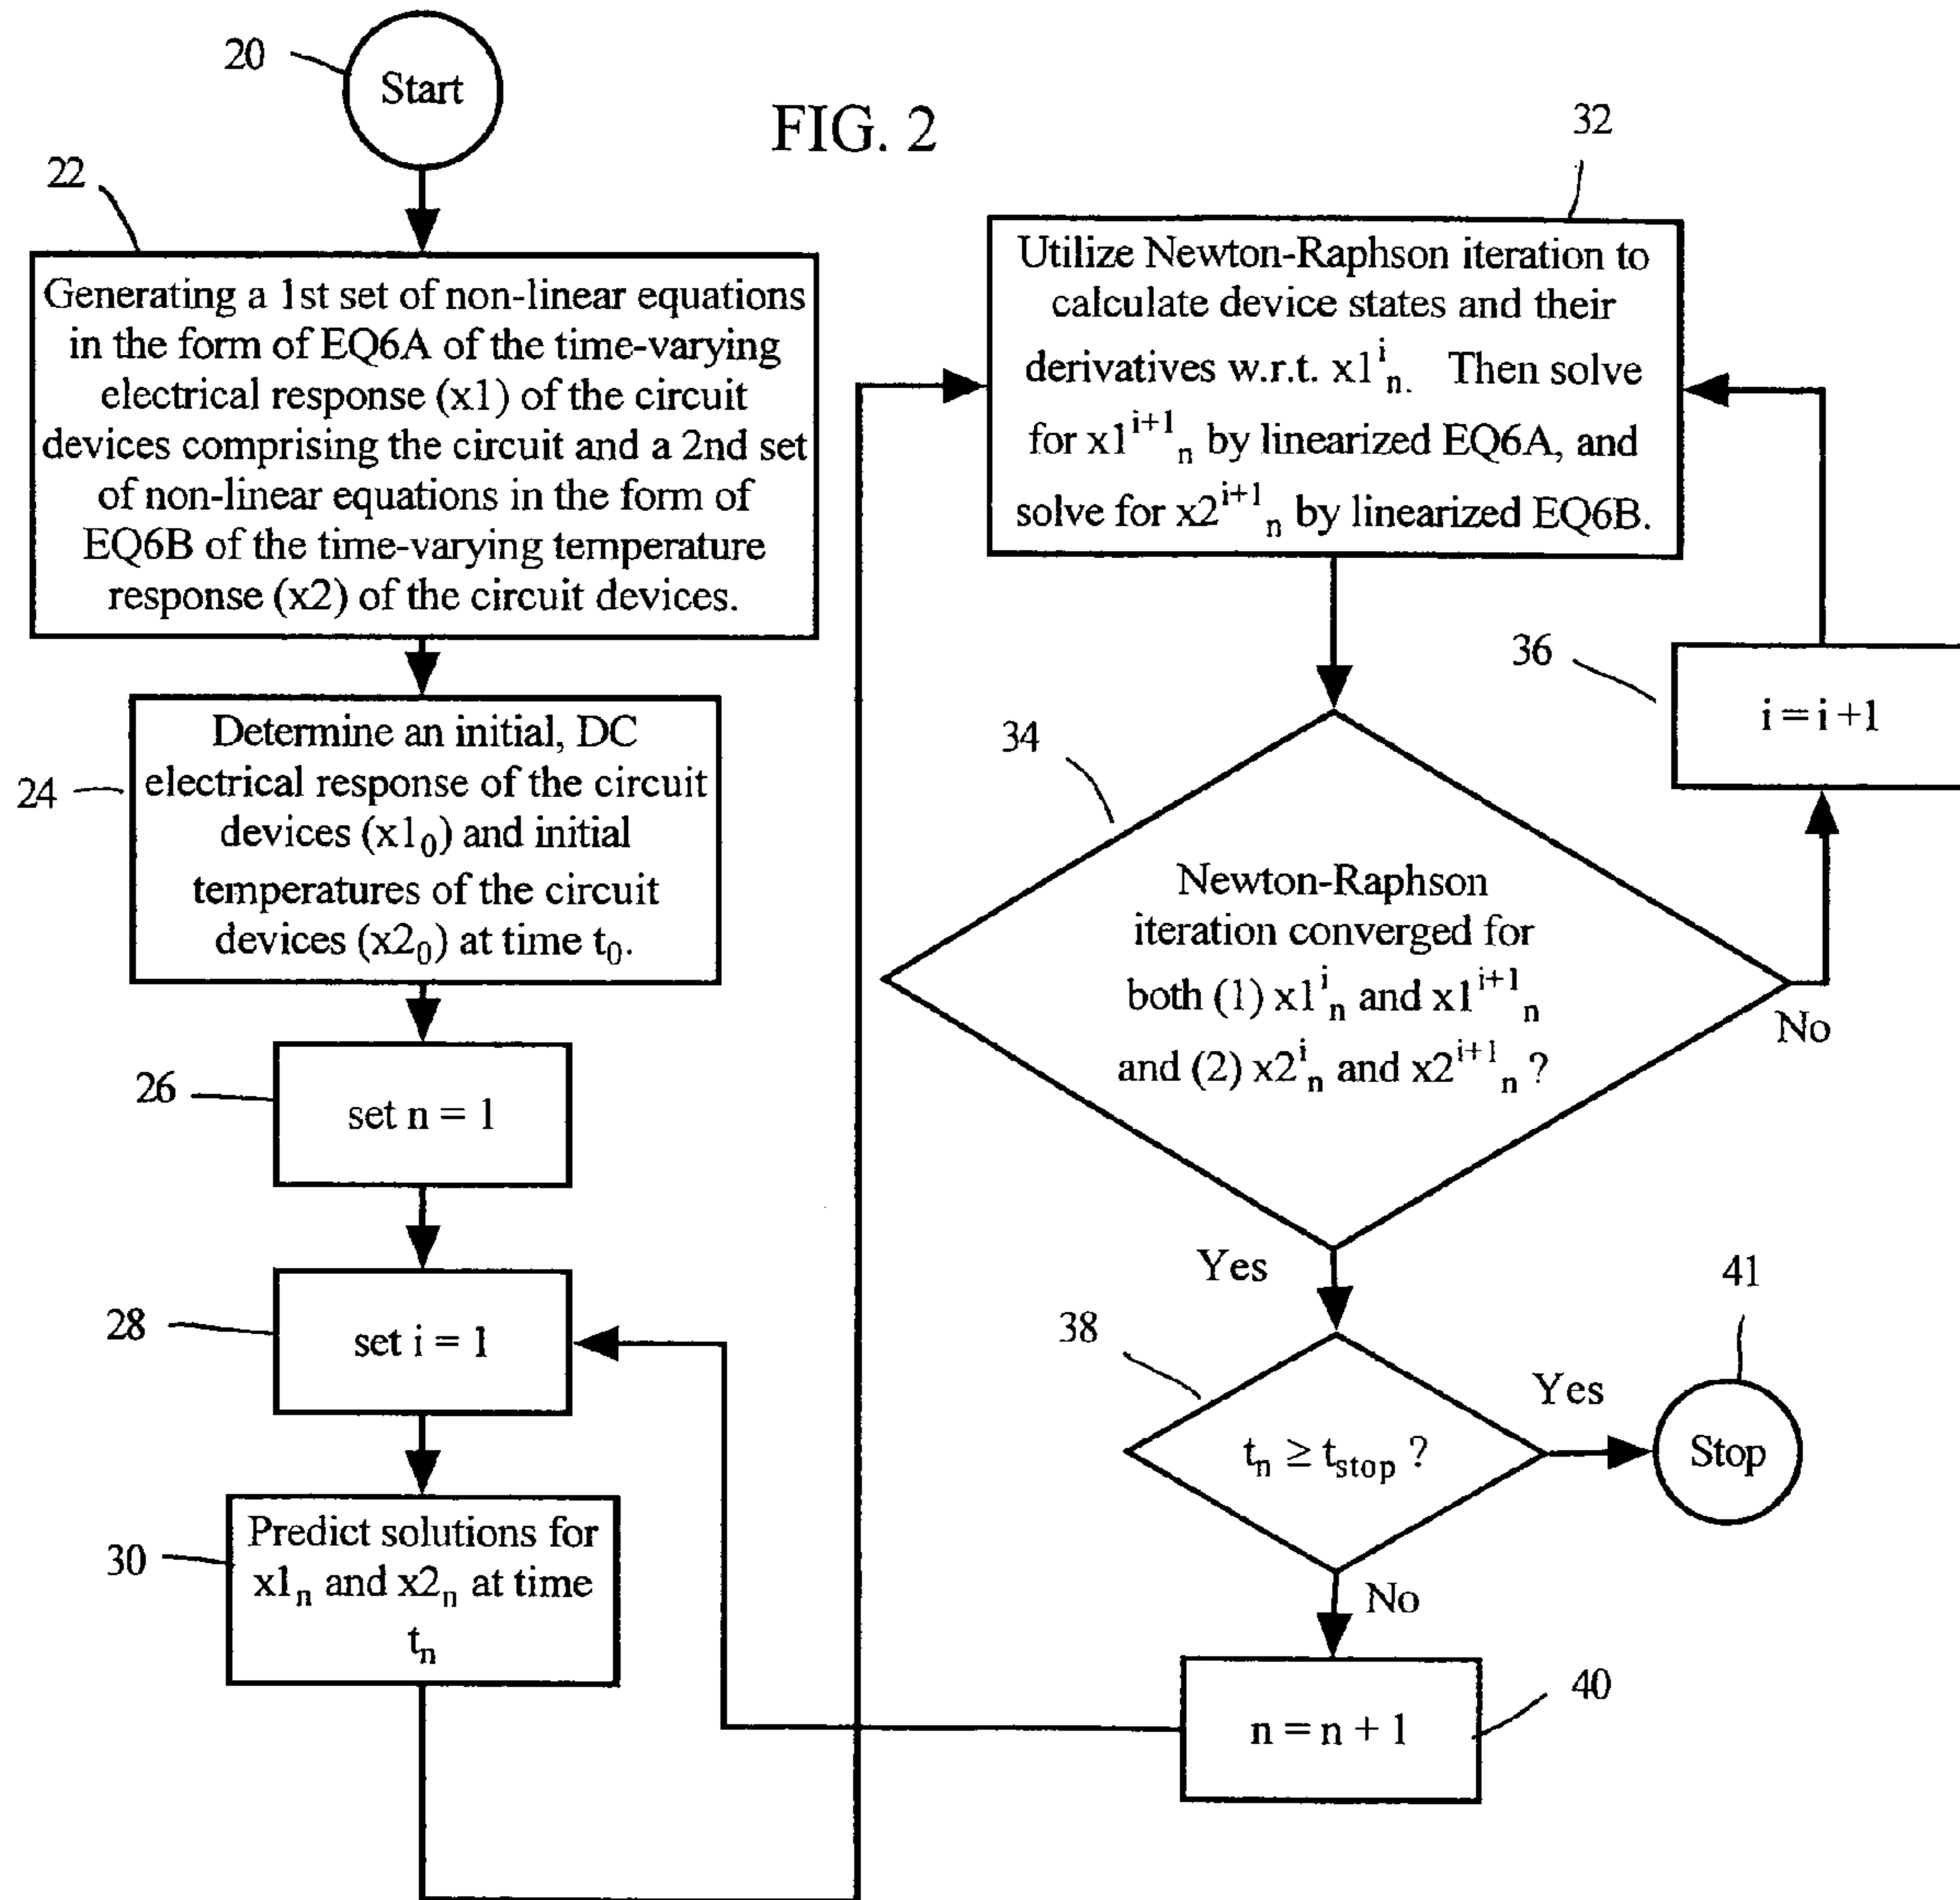 FIG. 2
20
Start
22
Generating a 1st set of non-linear equations
in the form of EQ6A of the time-varying
electrical response (x1) of the circuit
devices comprising the circuit and a 2nd set
of non-linear equations in the form of
EQ6B of the time-varying temperature
response (x2) of the circuit devices.
24
Determine an initial, DC
electrical response of the circuit
devices (x1₀) and initial
temperatures of the circuit
devices (x2₀) at time t₀.
26
set n = 1
28
set i = 1
30
Predict solutions for
x1ₙ and x2ₙ at time
tₙ
32
Utilize Newton-Raphson iteration to
calculate device states and their
derivatives w.r.t. x1ⁱₙ. Then solve
for x1ⁱ⁺¹ₙ by linearized EQ6A, and
solve for x2ⁱ⁺¹ₙ by linearized EQ6B.
34
Newton-Raphson
iteration converged for
both (1) x1ⁱₙ and x1ⁱ⁺¹ₙ
and (2) x2ⁱₙ and x2ⁱ⁺¹ₙ ?
No
36
i = i +1
Yes
38
tₙ ≥ t_stop ?
Yes
41
Stop
No
40
n = n + 1